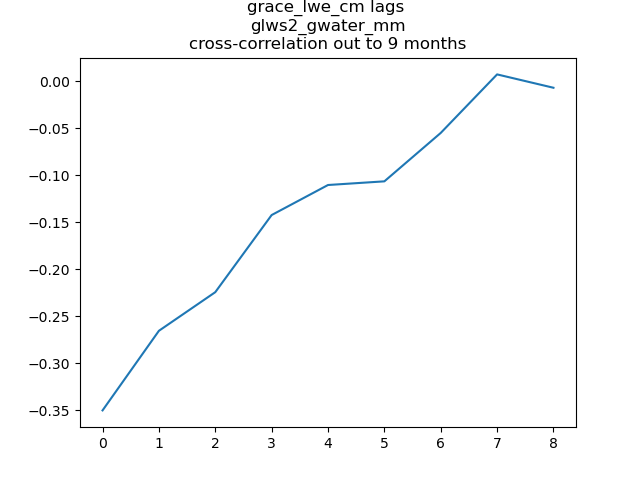 grace_lwe_cm lags
glws2_gwater_mm
cross-correlation out to 9 months
0.00
−0.05
−0.10
−0.15
−0.20
−0.25
−0.30
−0.35
0 1 2 3 4 5 6 7 8